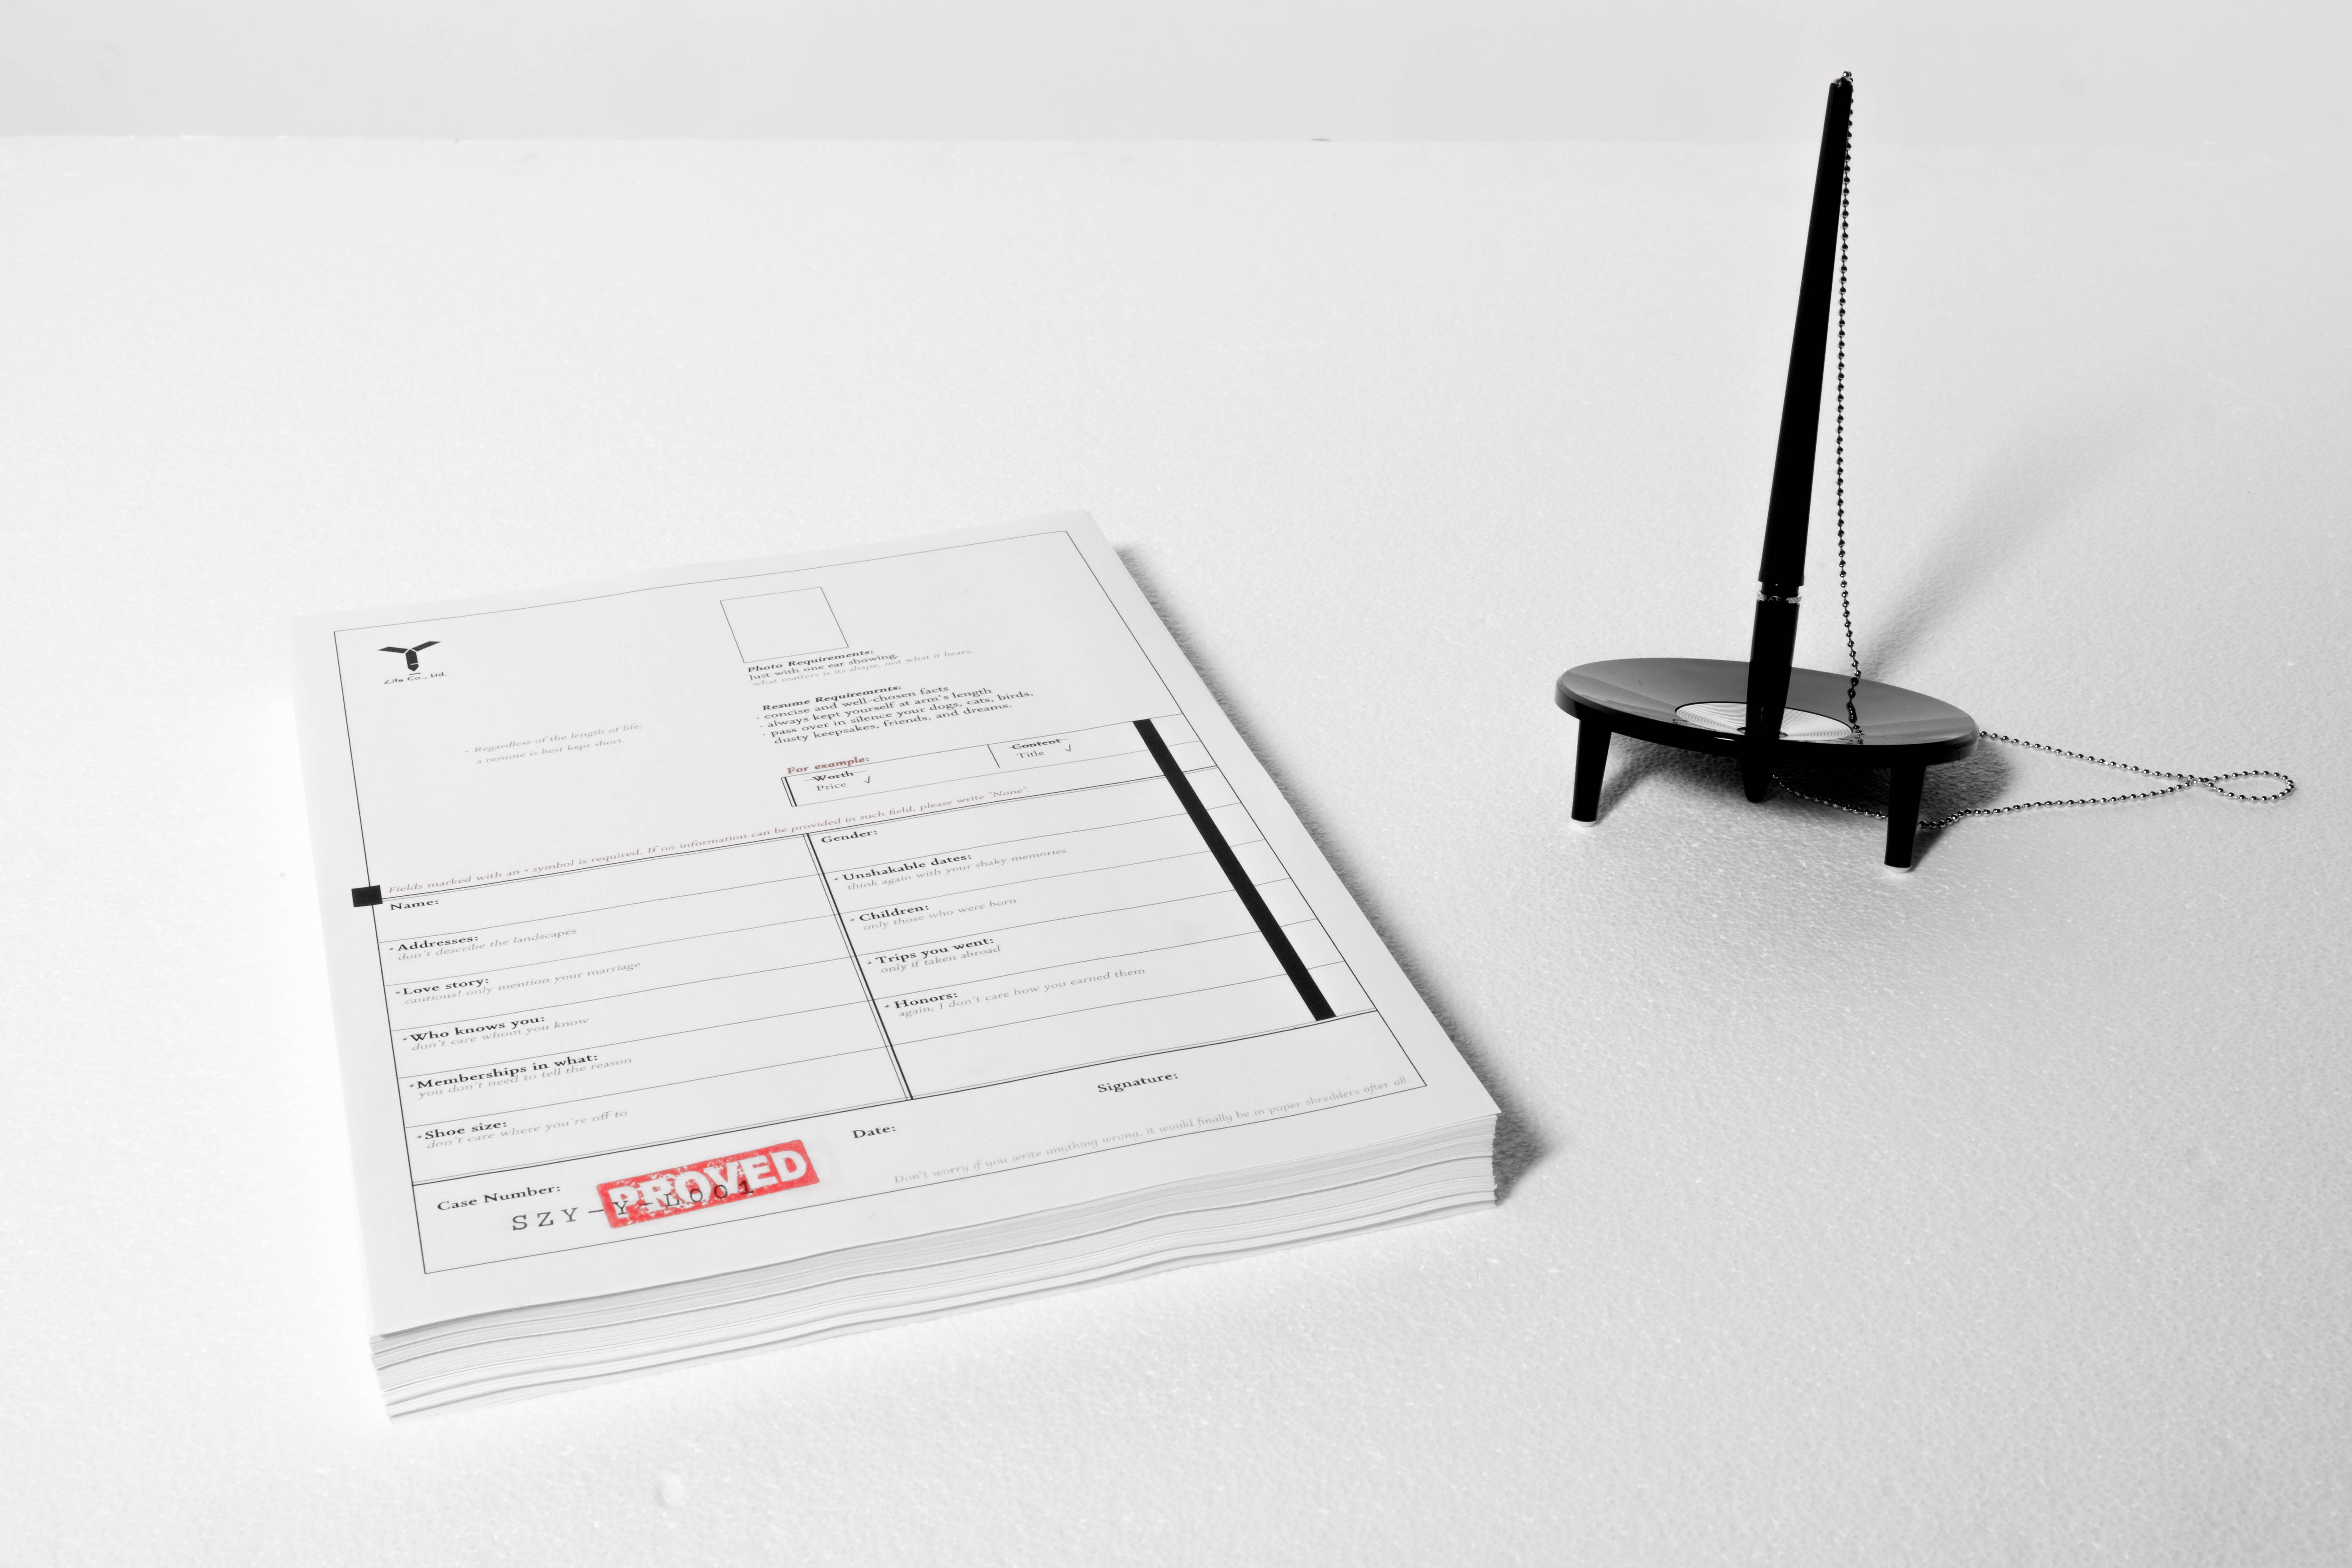 Life Co., Ltd.
Photo Requirements:
Just with one ear showing.
what matters is its shape, not what it hears.
Resume Requiremrnts:
· concise and well-chosen facts
· always kept yourself at arm's length
· pass over in silence your dogs, cats, birds,
dusty keepsakes, friends, and dreams.
· Regardless of the length of life,
a resume is best kept short.
For example:
Worth
Price ✓
Content
Title ✓
Fields marked with an * symbol is required. If no information can be provided in such field, please write "None".
Name:
* Addresses:
don't describe the landscapes
* Love story:
cautious! only mention your marriage
* Who knows you:
don't care whom you know
* Memberships in what:
you don't need to tell the reason
* Shoe size:
don't care where you're off to
Gender:
* Unshakable dates:
think again with your shaky memories
* Children:
only those who were born
* Trips you went:
only if taken abroad
* Honors:
again, I don't care how you earned them
Case Number:
SZY-Y-L001
PROVED
Date:
Signature:
Don't worry if you write anything wrong, it would finally be in paper shredders after all.